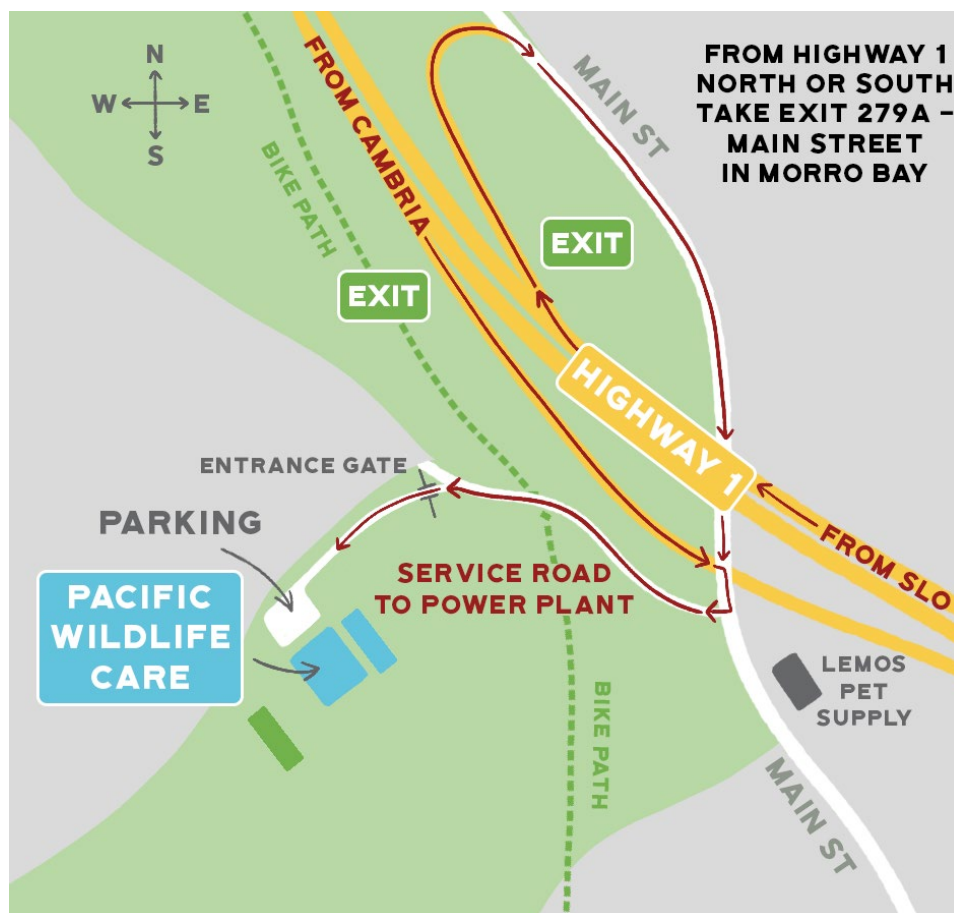 N
W
E
S
FROM HIGHWAY 1
NORTH OR SOUTH
TAKE EXIT 279A –
MAIN STREET
IN MORRO BAY
FROM CAMBRIA
MAIN ST
BIKE PATH
EXIT
EXIT
HIGHWAY 1
ENTRANCE GATE
PARKING
FROM SLO
SERVICE ROAD
TO POWER PLANT
PACIFIC
WILDLIFE
CARE
LEMOS
PET
SUPPLY
BIKE PATH
MAIN ST